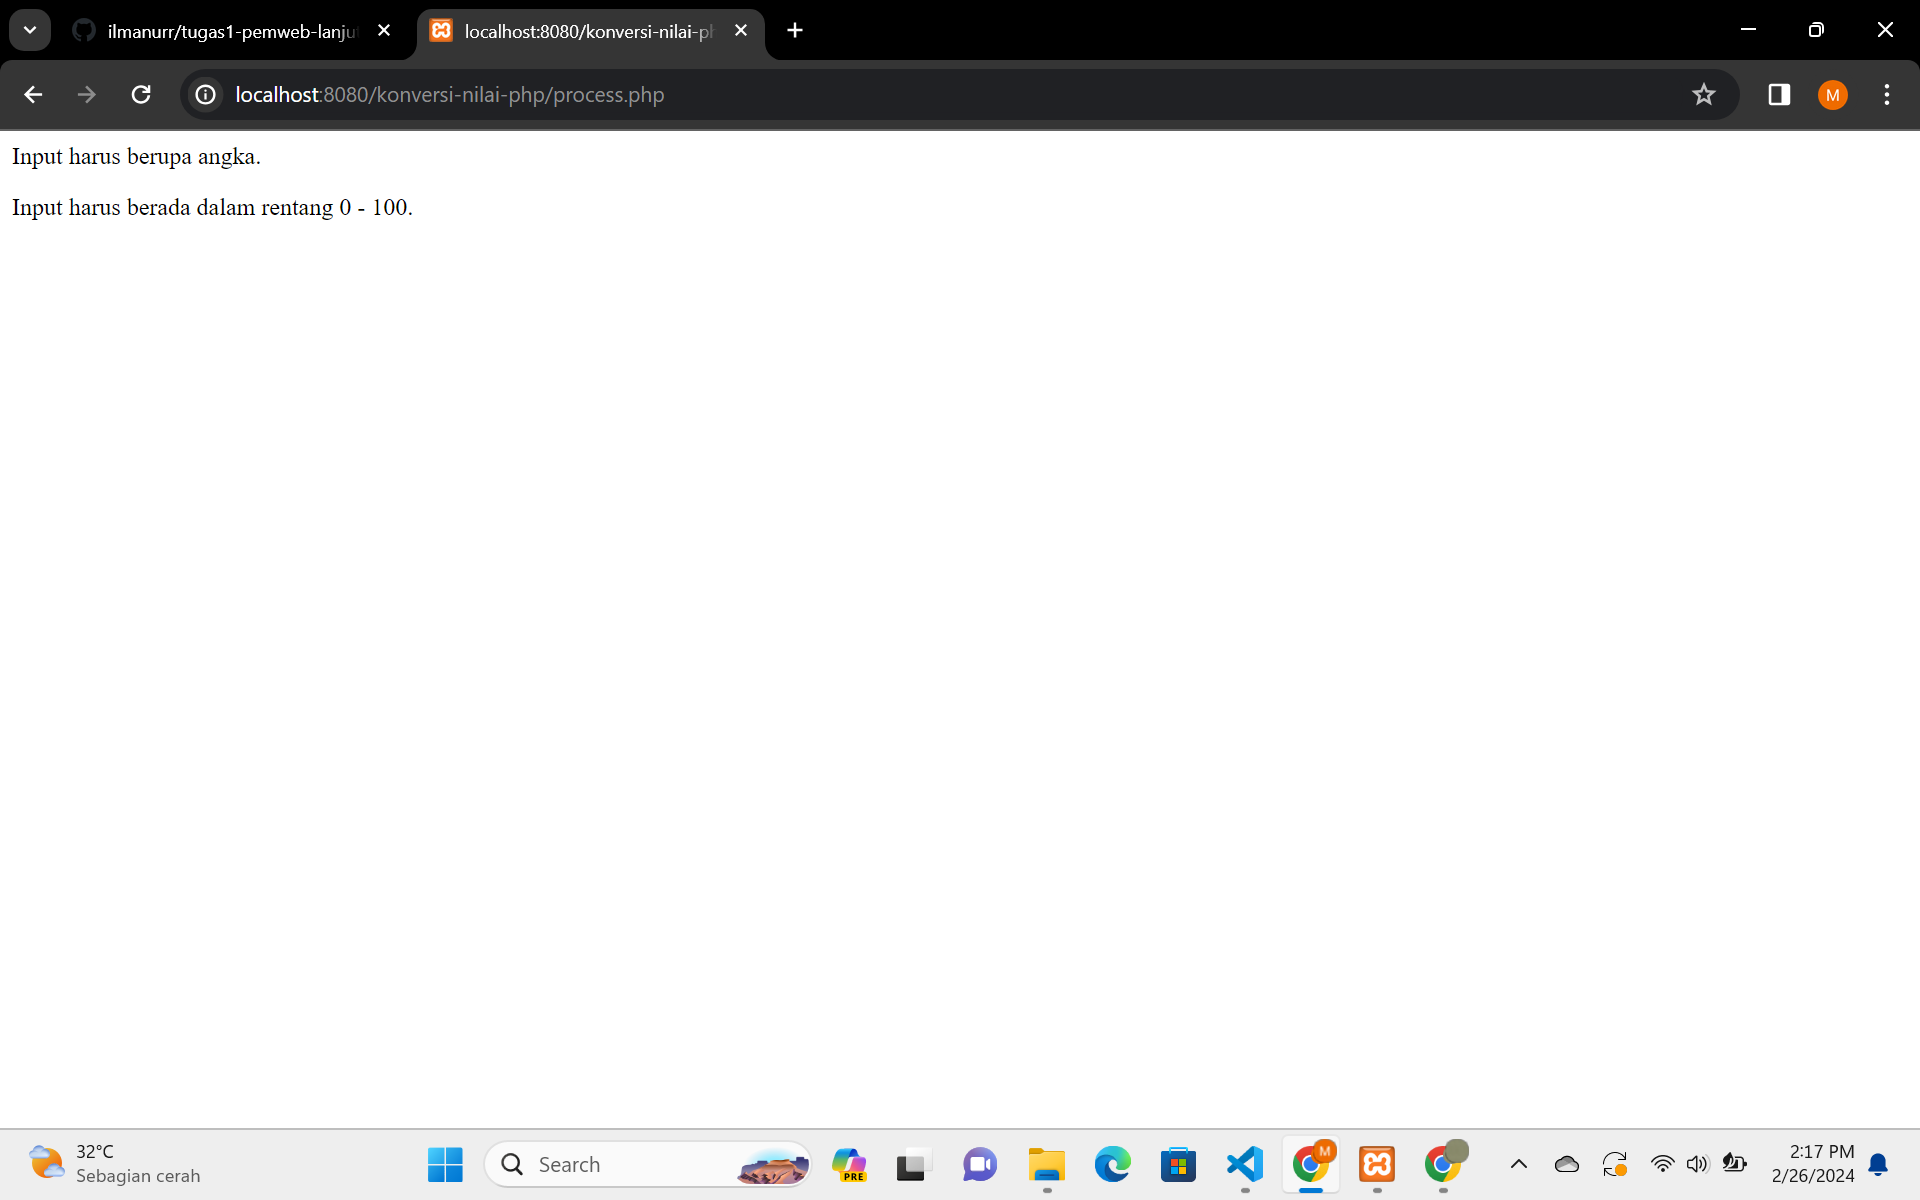 ilmanurr/tugas1-pemweb-lanju
localhost:8080/konversi-nilai-p
localhost:8080/konversi-nilai-php/process.php
M
Input harus berupa angka.
Input harus berada dalam rentang 0 - 100.
32°C
Sebagian cerah
Search
PRE
M
2:17 PM
2/26/2024